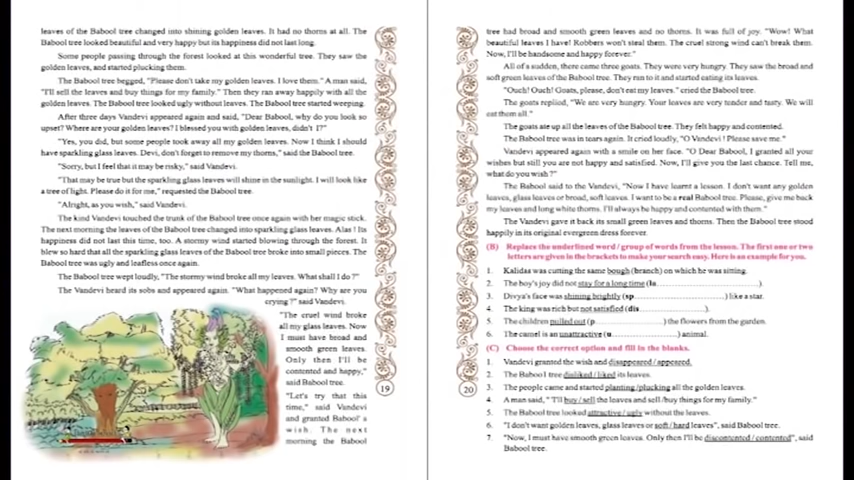 leaves of the Babool tree changed into shining golden leaves. It had no thorns at all. The
Babool tree looked beautiful and very happy but its happiness did not last long.
Some people passing through the forest looked at this wonderful tree. They saw the
golden leaves, and started plucking them.
The Babool tree begged, "Please don't take my golden leaves. I love them." A man said,
"I'll sell the leaves and buy things for my family." Then they ran away happily with all the
golden leaves. The Babool tree looked ugly without leaves. The Babool tree started weeping.
After three days Vandevi appeared again and said, "Dear Babool, why do you look so
upset? Where are your golden leaves? I blessed you with golden leaves, didn't I?"
"Yes, you did, but some people took away all my golden leaves. Now I think I should
have sparkling glass leaves. Devi, don't forget to remove my thorns," said the Babool tree.
"Sorry, but I feel that it may be risky," said Vandevi.
"That may be true but the sparkling glass leaves will shine in the sunlight. I will look like
a tree of light. Please do it for me," requested the Babool tree.
"Alright, as you wish," said Vandevi.
The kind Vandevi touched the trunk of the Babool tree once again with her magic stick.
The next morning the leaves of the Babool tree changed into sparkling glass leaves. Alas ! Its
happiness did not last this time, too. A stormy wind started blowing through the forest. It
blew so hard that all the sparkling glass leaves of the Babool tree broke into small pieces. The
Babool tree was ugly and leafless once again.
The Babool tree wept loudly, "The stormy wind broke all my leaves. What shall I do ?"
The Vandevi heard its sobs and appeared again. "What happened again? Why are you
crying ?" said Vandevi.
"The cruel wind broke
all my glass leaves. Now
I must have broad and
smooth green leaves.
Only then I'll be
contented and happy,"
said Babool tree.
"Let's try that this
time," said Vandevi
and granted Babool' s
wish. The next
morning the Babool
19
tree had broad and smooth green leaves and no thorns. It was full of joy. "Wow! What
beautiful leaves I have! Robbers won't steal them. The cruel strong wind can't break them.
Now, I'll be handsome and happy forever."
All of a sudden, there came three goats. They were very hungry. They saw the broad and
soft green leaves of the Babool tree. They ran to it and started eating its leaves.
"Ouch! Ouch! Goats, please, don't eat my leaves." cried the Babool tree.
The goats replied, "We are very hungry. Your leaves are very tender and tasty. We will
eat them all."
The goats ate up all the leaves of the Babool tree. They felt happy and contented.
The Babool tree was in tears again. It cried loudly, "O Vandevi ! Please save me."
Vandevi appeared again with a smile on her face. "O Dear Babool, I granted all your
wishes but still you are not happy and satisfied. Now, I'll give you the last chance. Tell me,
what do you wish ?"
The Babool said to the Vandevi, "Now I have learnt a lesson. I don't want any golden
leaves, glass leaves or broad, soft leaves. I want to be a real Babool tree. Please, give me back
my leaves and long white thorns. I'll always be happy and contented with them."
The Vandevi gave it back its small green leaves and thorns. Then the Babool tree stood
happily in its original evergreen dress forever.
(B) Replace the underlined word / group of words from the lesson. The first one or two
letters are given in the brackets to make your search easy. Here is an example for you.
1. Kalidas was cutting the same bough (branch) on which he was sitting.
2. The boy's joy did not stay for a long time (la..............................).
3. Divya's face was shining brightly (sp..............................) like a star.
4. The king was rich but not satisfied (dis....................).
5. The children pulled out (p....................) the flowers from the garden.
6. The camel is an unattractive (u....................) animal.
(C) Choose the correct option and fill in the blanks.
1. Vandevi granted the wish and disappeared / appeared.
2. The Babool tree disliked / liked its leaves.
3. The people came and started planting / plucking all the golden leaves.
4. A man said, " I'll buy / sell the leaves and sell /buy things for my family."
5. The Babool tree looked attractive / ugly without the leaves.
6. "I don't want golden leaves, glass leaves or soft / hard leaves", said Babool tree.
7. "Now, I must have smooth green leaves. Only then I'll be discontented / contented", said
Babool tree.
20